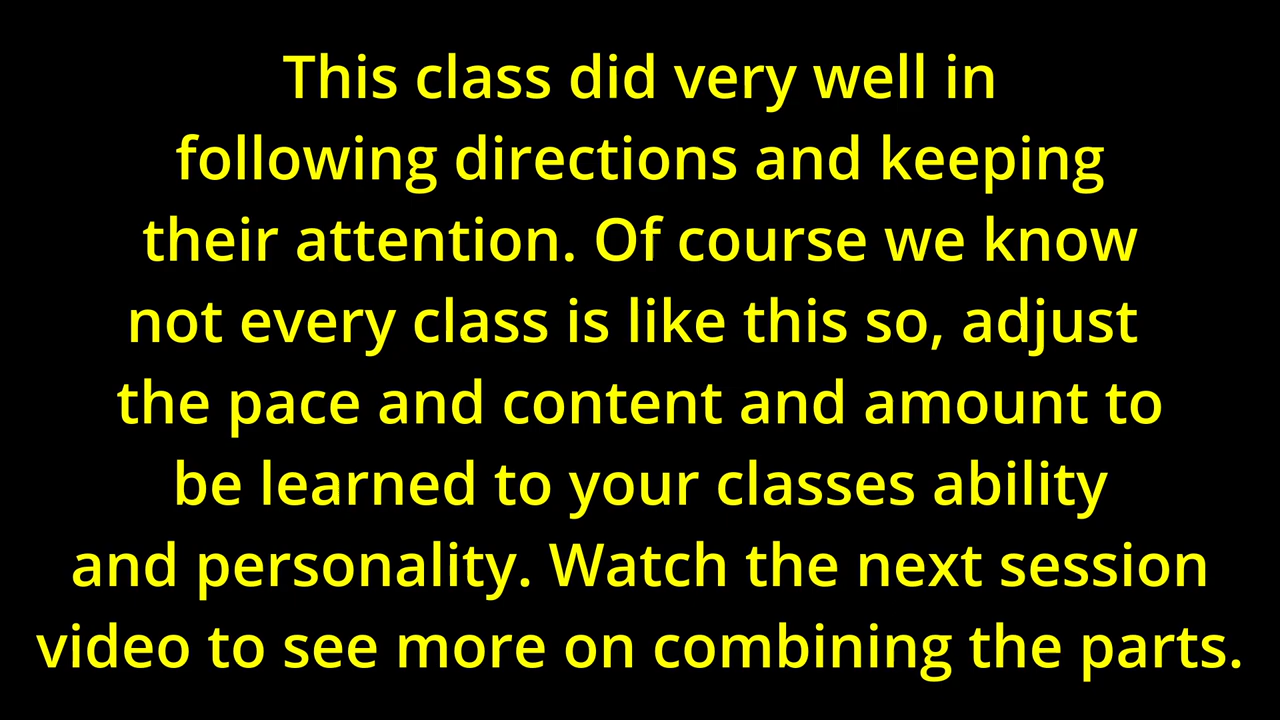 This class did very well in
following directions and keeping
their attention. Of course we know
not every class is like this so, adjust
the pace and content and amount to
be learned to your classes ability
and personality. Watch the next session
video to see more on combining the parts.